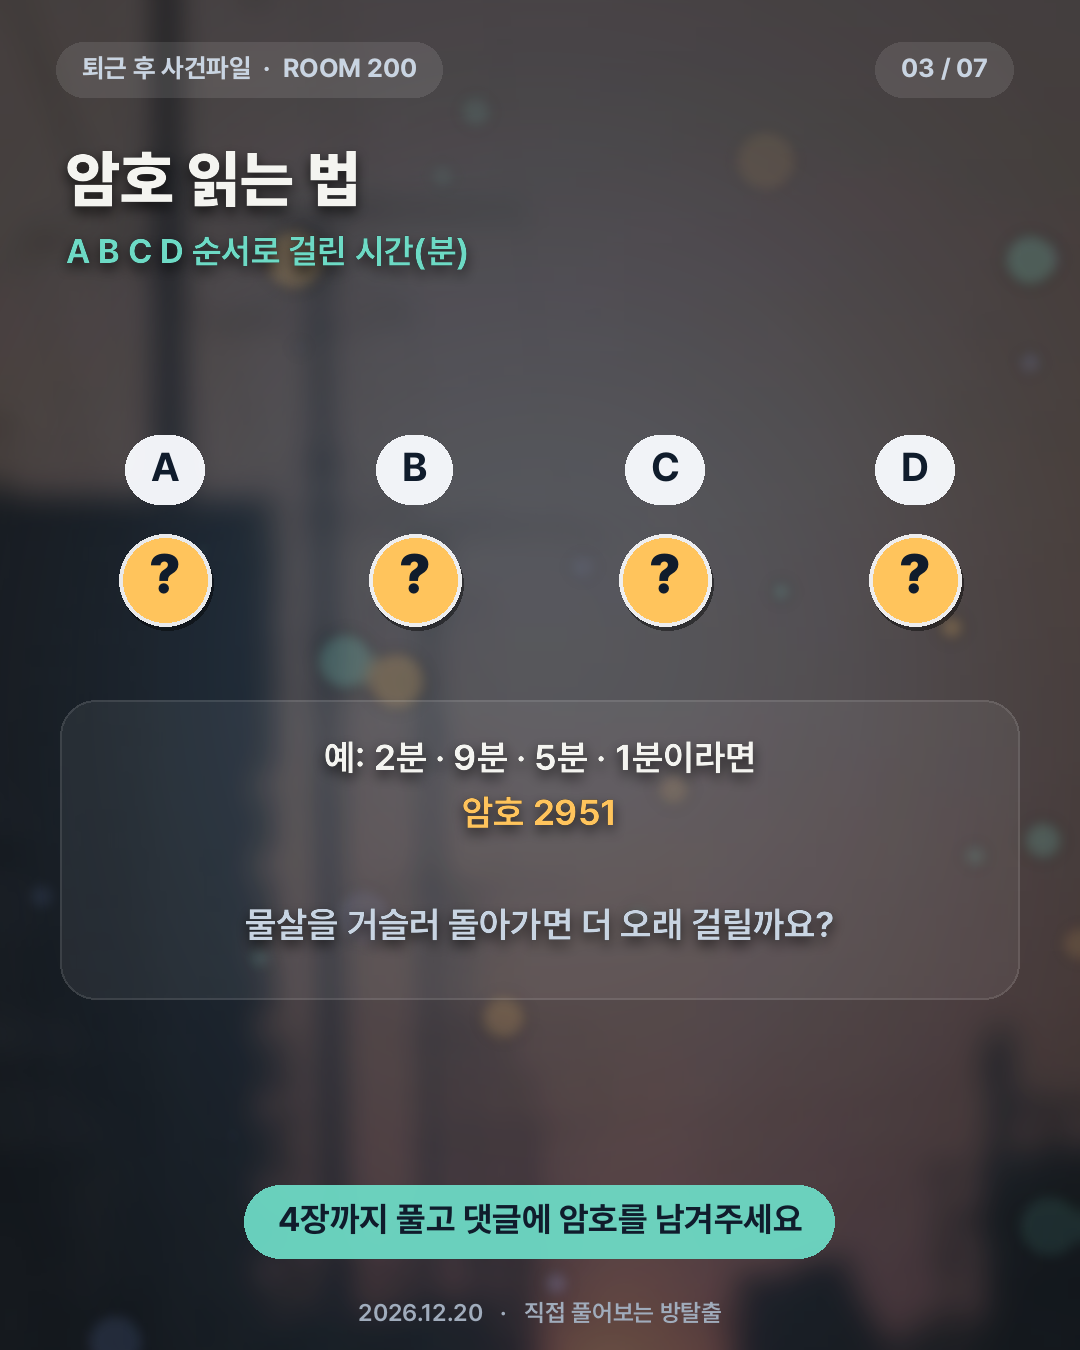 퇴근 후 사건파일 · ROOM 200
03 / 07
암호 읽는 법
A B C D 순서로 걸린 시간(분)
A B C D
? ? ? ?
예: 2분 · 9분 · 5분 · 1분이라면
암호 2951
물살을 거슬러 돌아가면 더 오래 걸릴까요?
4장까지 풀고 댓글에 암호를 남겨주세요
2026.12.20 · 직접 풀어보는 방탈출